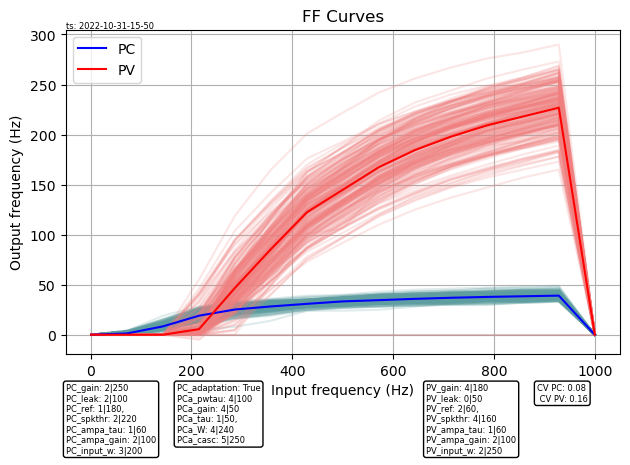 FF Curves
ts: 2022-10-31-15-50
PC
PV
Output frequency (Hz)
300
250
200
150
100
50
0
0
200
400
600
800
1000
Input frequency (Hz)
PC_gain: 2|250
PC_leak: 2|100
PC_ref: 1|180,
PC_spkthr: 2|220
PC_ampa_tau: 1|60
PC_ampa_gain: 2|100
PC_input_w: 3|200
PC_adaptation: True
PCa_pwtau: 4|100
PCa_gain: 4|50
PCa_tau: 1|50,
PCa_W: 4|240
PCa_casc: 5|250
PV_gain: 4|180
PV_leak: 0|50
PV_ref: 2|60,
PV_spkthr: 4|160
PV_ampa_tau: 1|60
PV_ampa_gain: 2|100
PV_input_w: 2|250
CV PC: 0.08
CV PV: 0.16